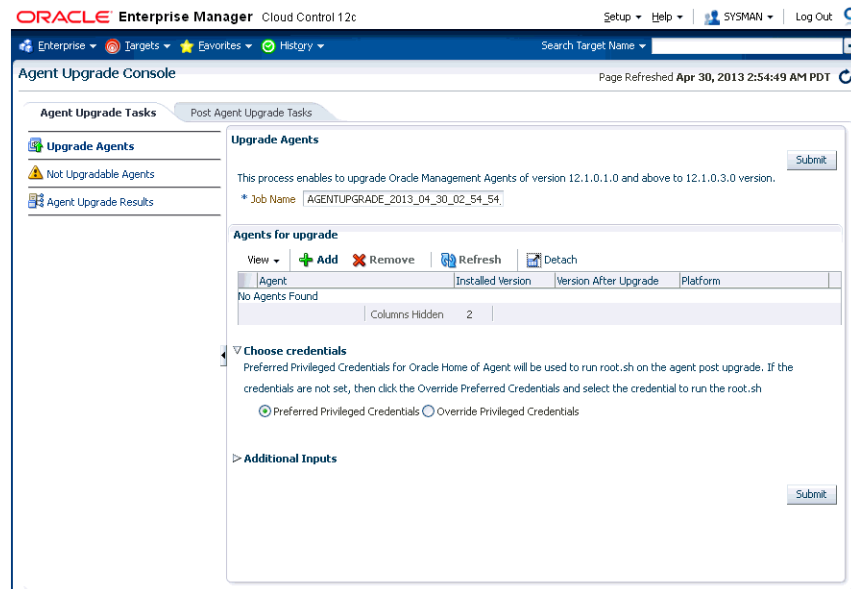 ORACLE Enterprise Manager Cloud Control 12c
Setup Help SYSMAN Log Out
Enterprise Targets Favorites History Search Target Name
Agent Upgrade Console
Page Refreshed Apr 30, 2013 2:54:49 AM PDT
Agent Upgrade Tasks Post Agent Upgrade Tasks
Upgrade Agents
Not Upgradable Agents
Agent Upgrade Results
Upgrade Agents
Submit
This process enables to upgrade Oracle Management Agents of version 12.1.0.1.0 and above to 12.1.0.3.0 version.
* Job Name AGENTUPGRADE_2013_04_30_02_54_54
Agents for upgrade
View Add Remove Refresh Detach
Agent Installed Version Version After Upgrade Platform
No Agents Found
Columns Hidden 2
Choose credentials
Preferred Privileged Credentials for Oracle Home of Agent will be used to run root.sh on the agent post upgrade. If the
credentials are not set, then click the Override Preferred Credentials and select the credential to run the root.sh
Preferred Privileged Credentials Override Privileged Credentials
Additional Inputs
Submit